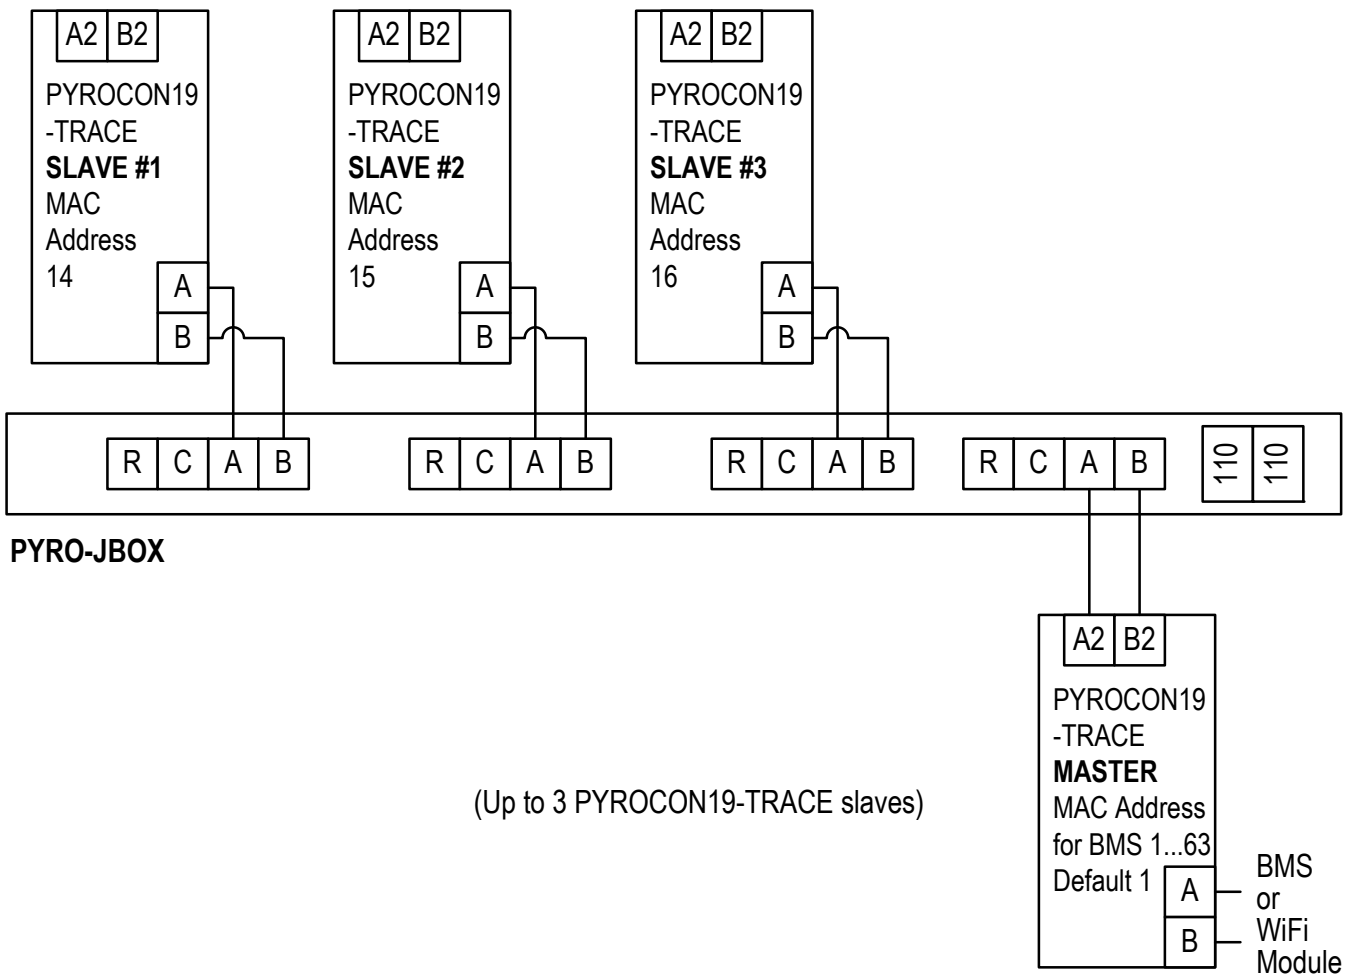 A2 B2
PYROCON19
-TRACE
SLAVE #1
MAC
Address
14
A
B
A2 B2
PYROCON19
-TRACE
SLAVE #2
MAC
Address
15
A
B
A2 B2
PYROCON19
-TRACE
SLAVE #3
MAC
Address
16
A
B
R C A B
R C A B
R C A B
R C A B
110
110
PYRO-JBOX
(Up to 3 PYROCON19-TRACE slaves)
A2 B2
PYROCON19
-TRACE
MASTER
MAC Address
for BMS 1...63
Default 1
A
B
BMS
or
WiFi
Module